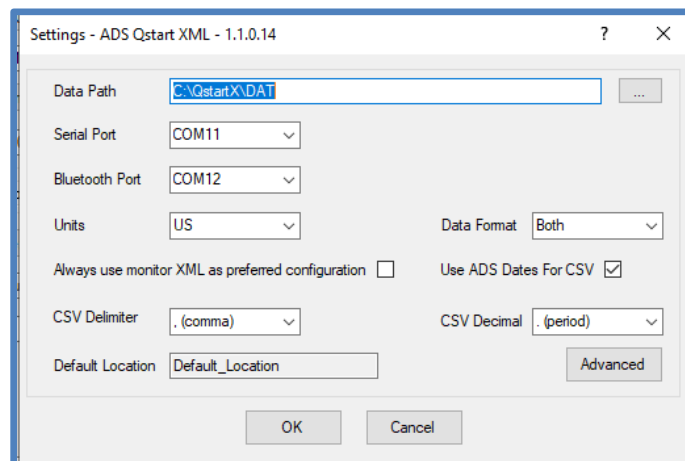 Settings - ADS Qstart XML - 1.1.0.14 ?
Data Path C:\QstartX\DAT ...
Serial Port COM11
Bluetooth Port COM12
Units US Data Format Both
Always use monitor XML as preferred configuration Use ADS Dates For CSV
CSV Delimiter , (comma) CSV Decimal . (period)
Default Location Default_Location Advanced
OK Cancel